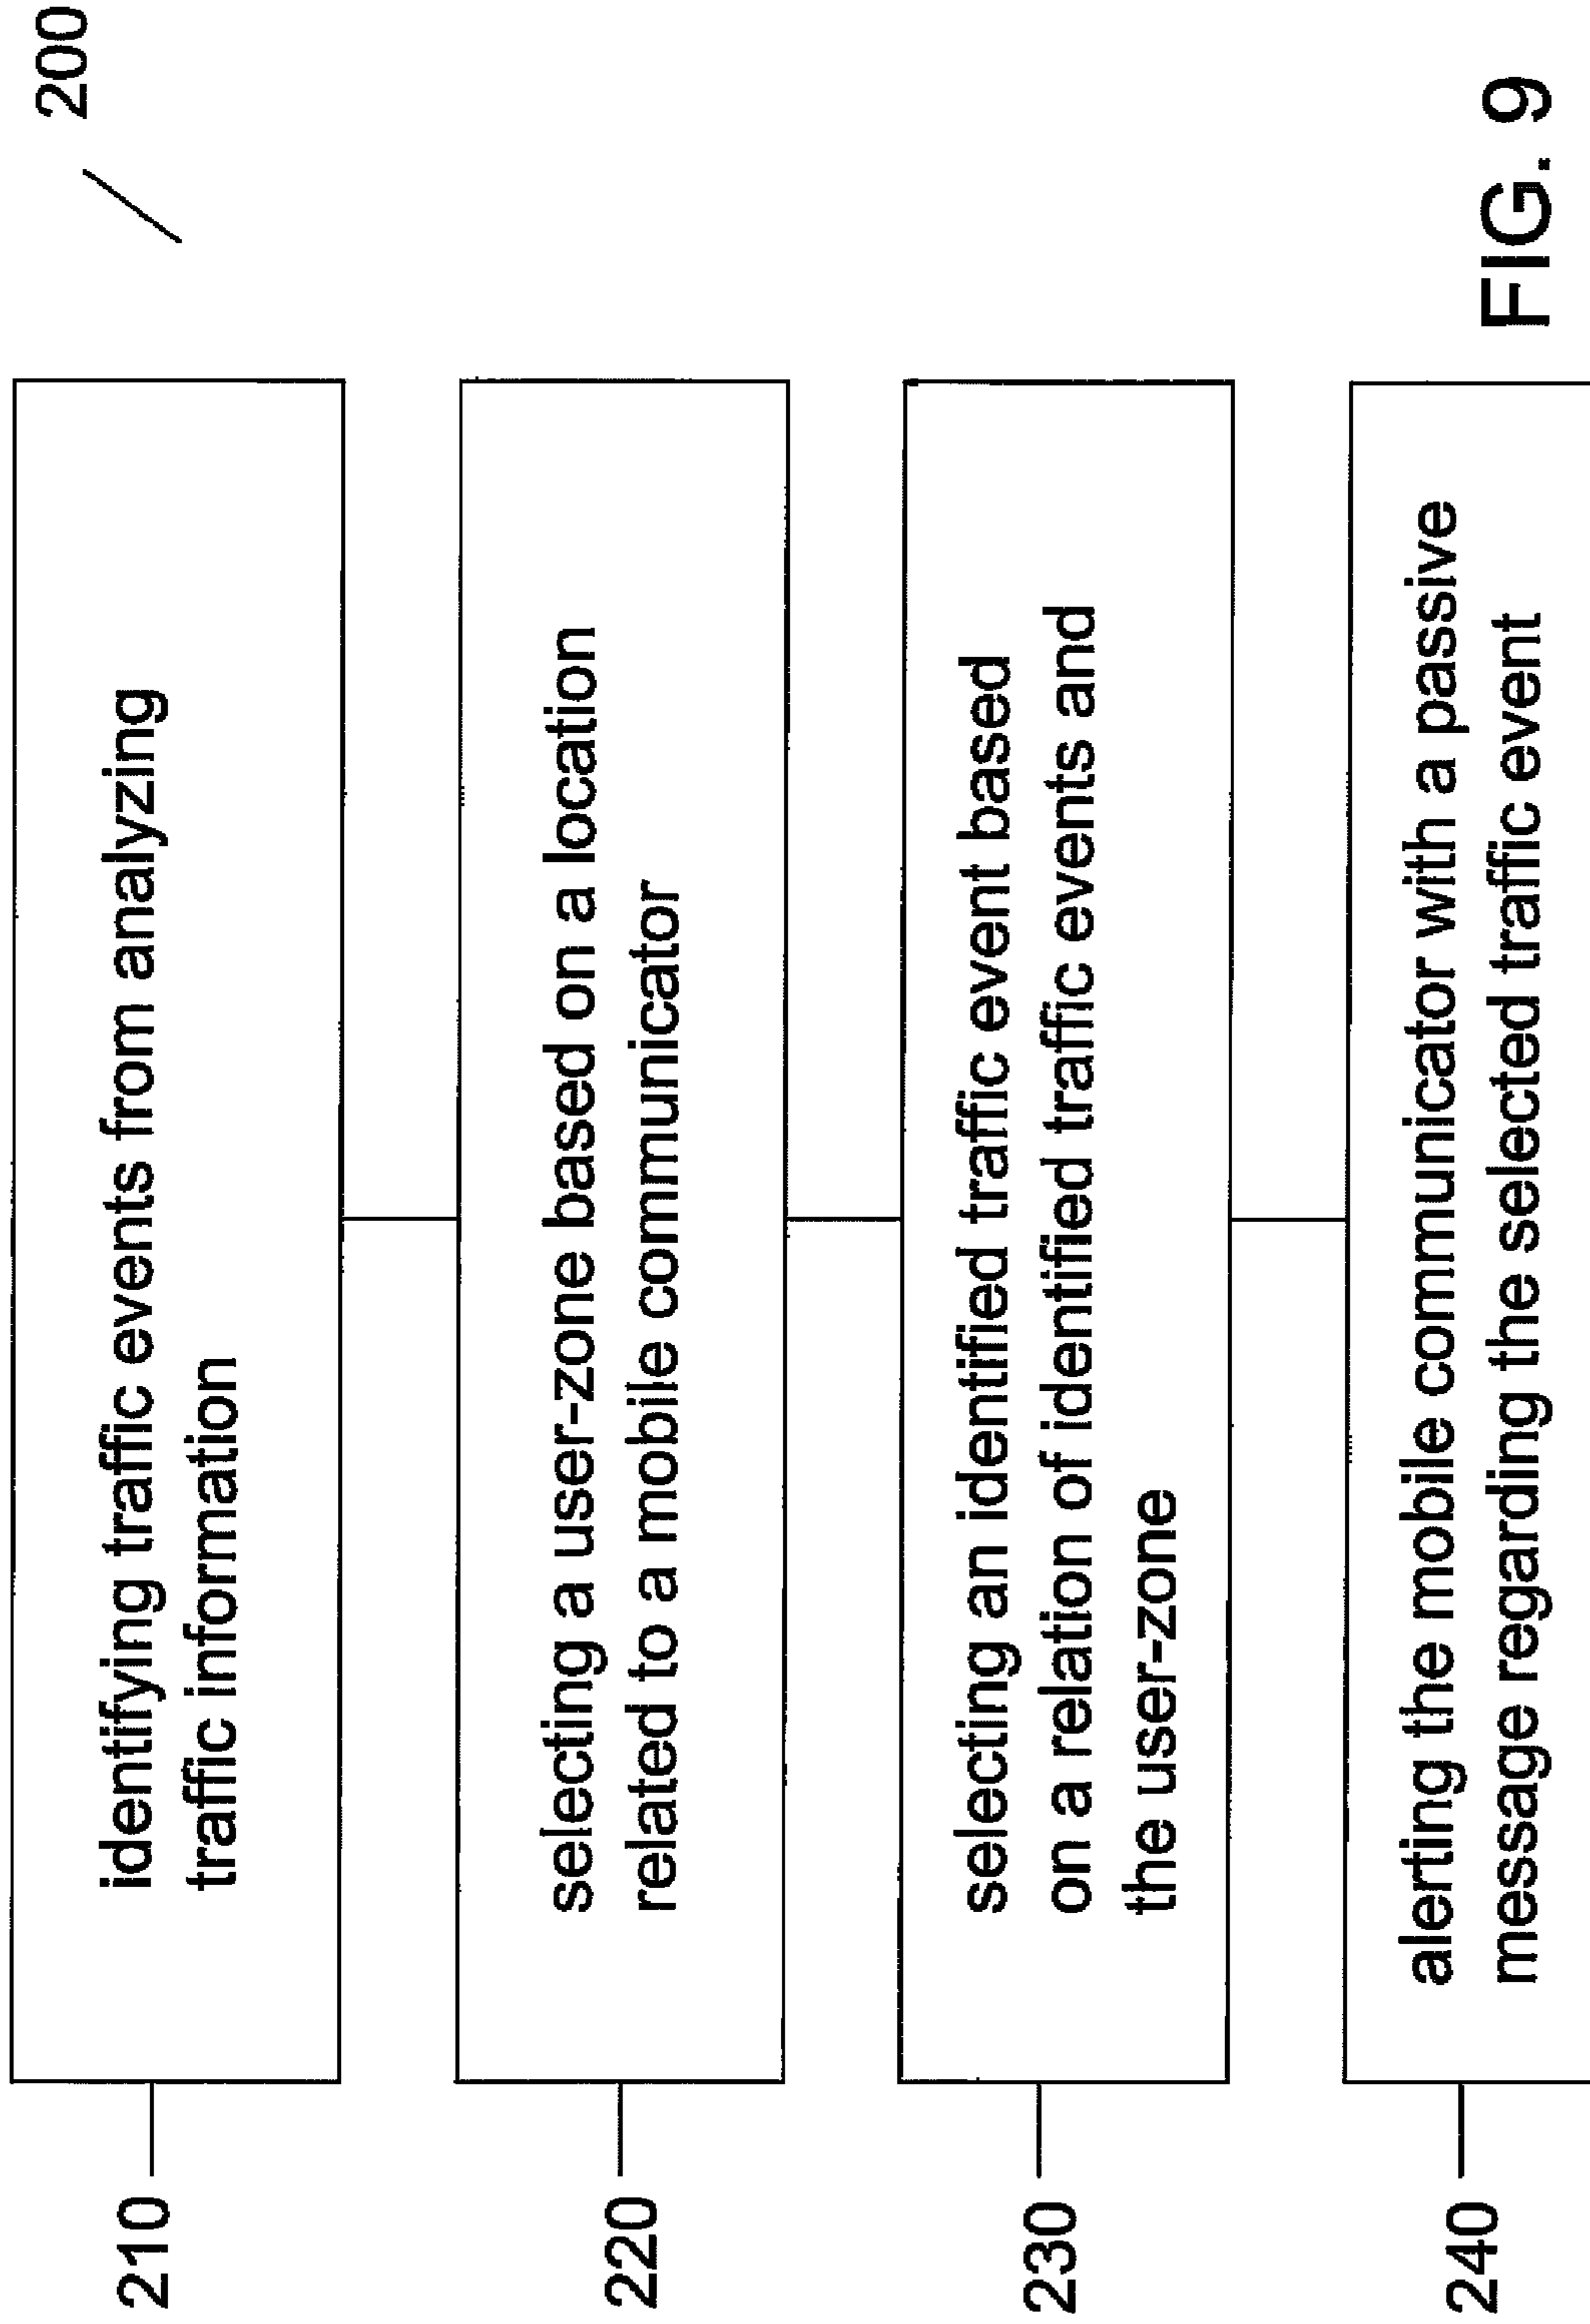 200
210
identifying traffic events from analyzing
traffic information
220
selecting a user-zone based on a location
related to a mobile communicator
230
selecting an identified traffic event based
on a relation of identified traffic events and
the user-zone
240
alerting the mobile communicator with a passive
message regarding the selected traffic event
FIG. 9